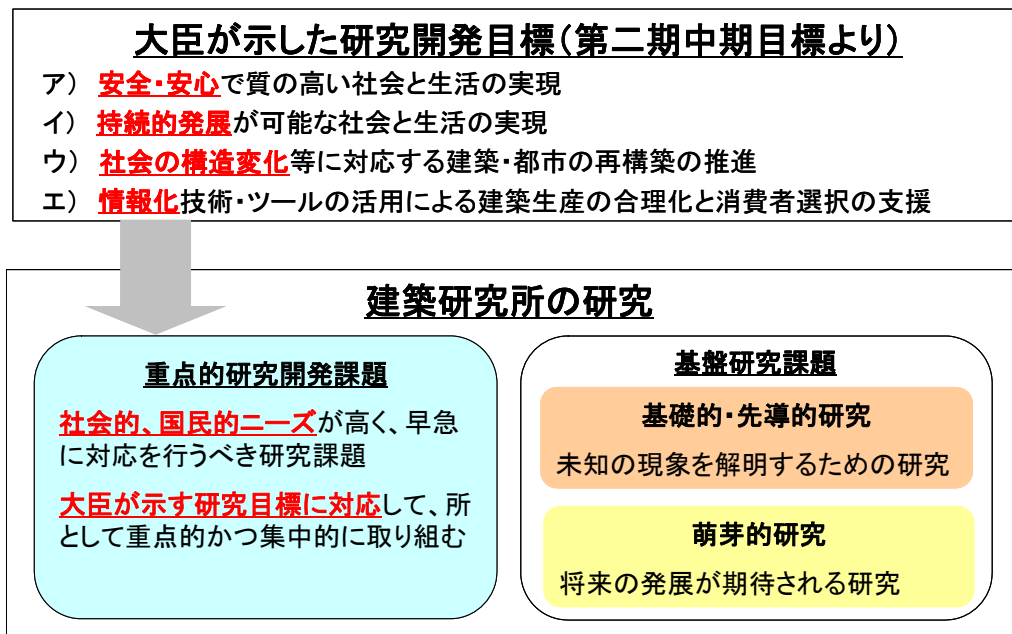 大臣が示した研究開発目標(第二期中期目標より)
ア) 安全・安心で質の高い社会と生活の実現
イ) 持続的発展が可能な社会と生活の実現
ウ) 社会の構造変化等に対応する建築・都市の再構築の推進
エ) 情報化技術・ツールの活用による建築生産の合理化と消費者選択の支援
建築研究所の研究
重点的研究開発課題
社会的、国民的ニーズが高く、早急
に対応を行うべき研究課題
大臣が示す研究目標に対応して、所
として重点的かつ集中的に取り組む
基盤研究課題
基礎的・先導的研究
未知の現象を解明するための研究
萌芽的研究
将来の発展が期待される研究